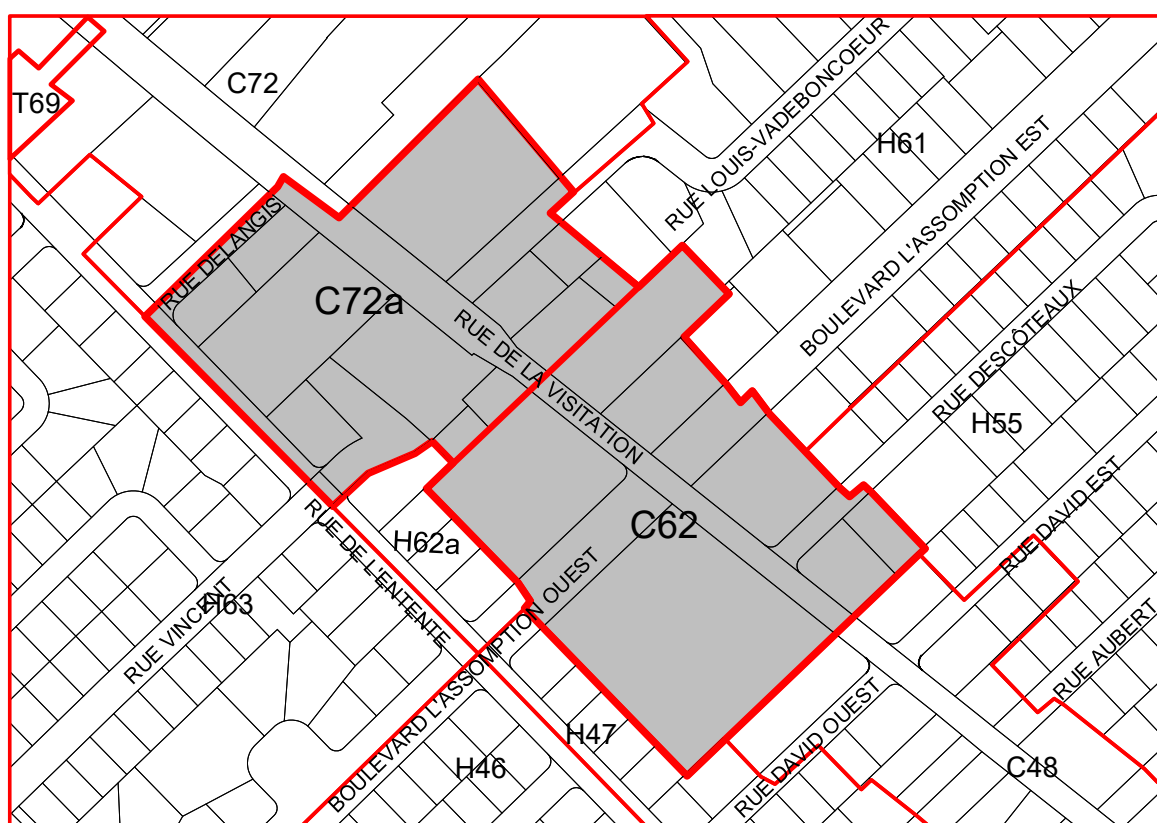 C72
T69
RUE LOUIS-VADEBONCOEUR
H61
BOULEVARD L'ASSOMPTION EST
RUE DELANGIS
C72a
RUE DE LA VISITATION
RUE DESCÔTEAUX
H55
C62
RUE DAVID EST
H62a
RUE DE L'ENTENTE
BOULEVARD L'ASSOMPTION OUEST
RUE VINCENT
H63
RUE AUBERT
H47
RUE DAVID OUEST
H46
C48